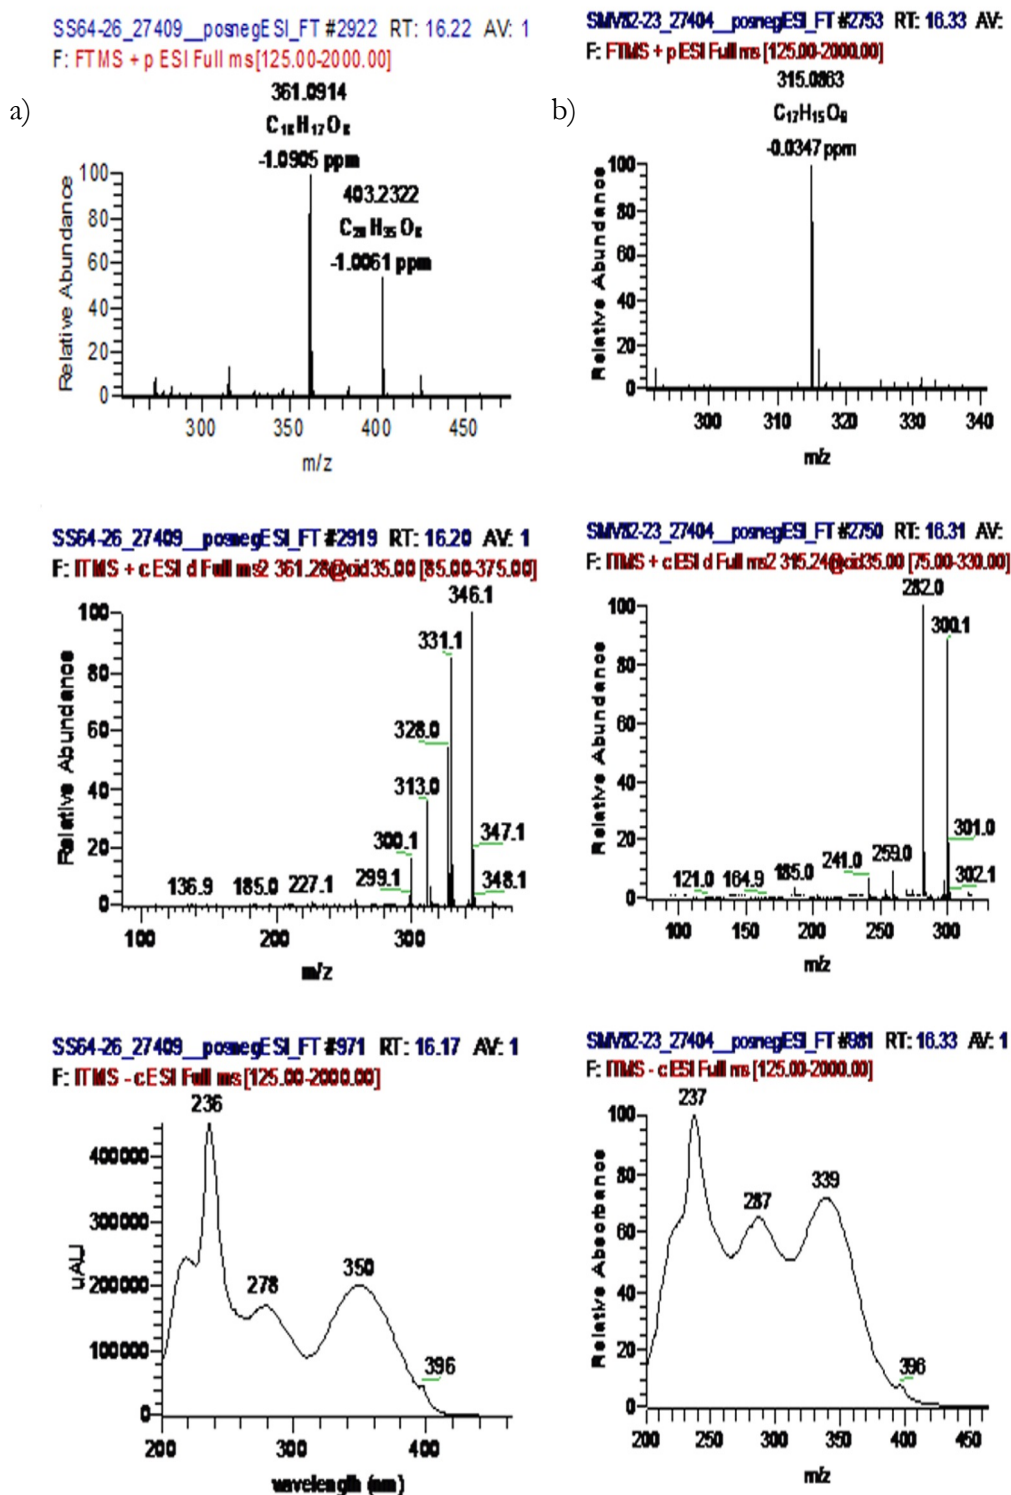 a)
SS64-26_27409__posnegESI_FT #2922 RT: 16.22 AV: 1
F: FTMS + p ESI Full ms [125.00-2000.00]
361.0914
C₁₈H₁₇O₈
-1.0905 ppm
403.2322
H₃₅
-1.0061 ppm
100
80
60
40
20
0
Relative Abundance
300 350 400 450
m/z
b)
SMV82-23_27404__posnegESI_FT #2753 RT: 16.33 AV:
F: FTMS + p ESI Full ms [125.00-2000.00]
315.0863
C₁₇H₁₅O₆
-0.0347 ppm
100
80
60
40
20
0
Relative Abundance
300 310 320 330 340
m/z
SS64-26_27409__posnegESI_FT #2919 RT: 16.20 AV: 1
F: ITMS + c ESI d Full ms2 361.28@cid35.00 [85.00-375.00]
346.1
331.1
328.0
313.0
300.1
347.1
299.1
348.1
136.9 185.0 227.1
100
80
60
40
20
0
Relative Abundance
100 200 300
m/z
SMV82-23_27404__posnegESI_FT #2750 RT: 16.31 AV:
F: ITMS + c ESI d Full ms2 315.24@cid35.00 [75.00-330.00]
282.0
300.1
301.0
302.1
259.0
241.0
121.0 164.9 185.0
100
80
60
40
20
0
Relative Abundance
100 150 200 250 300
m/z
SS64-26_27409__posnegESI_FT #971 RT: 16.17 AV: 1
F: ITMS - c ESI Full ms [125.00-2000.00]
236
278
350
396
400000
300000
200000
100000
0
uAU
200 300 400
wavelength (nm)
SMV82-23_27404__posnegESI_FT #981 RT: 16.33 AV: 1
F: ITMS - c ESI Full ms [125.00-2000.00]
237
287
339
396
100
80
60
40
20
0
Relative Absorbance
200 250 300 350 400 450
m/z